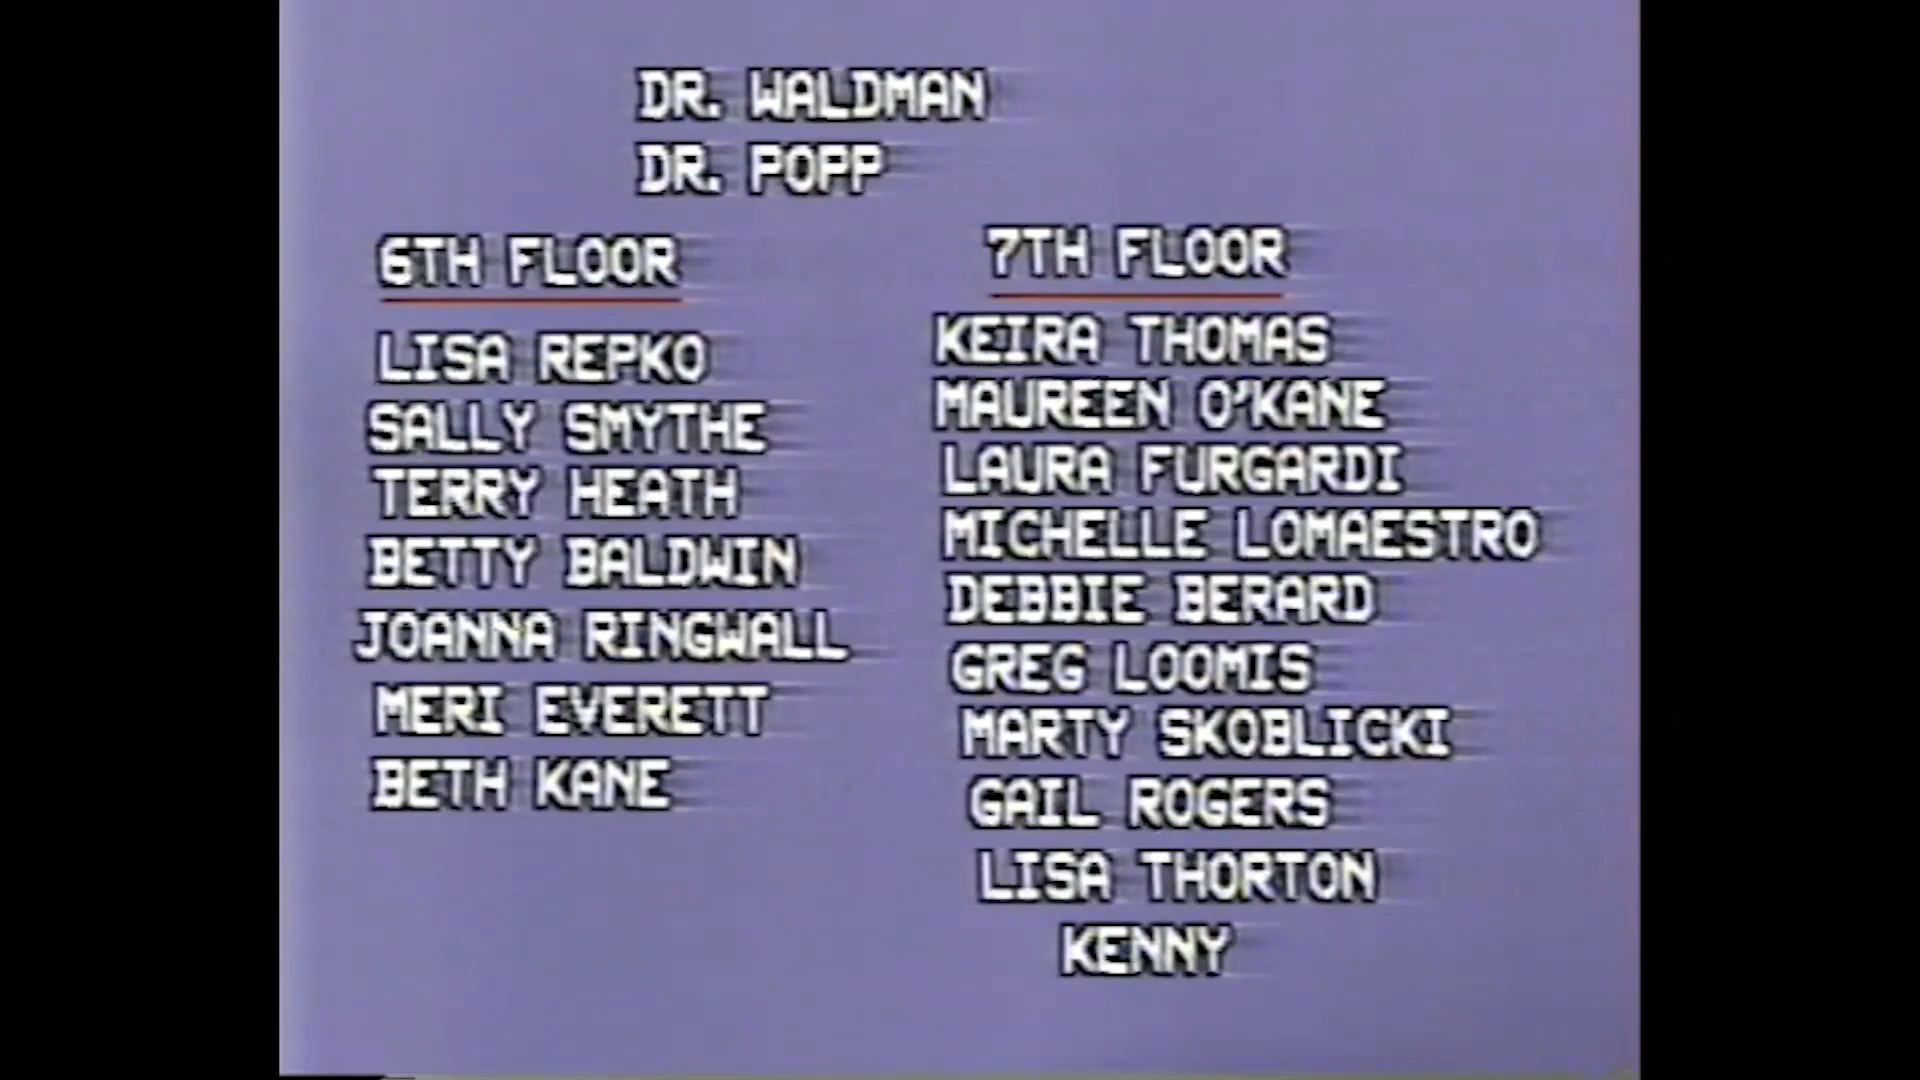 DR. WALDMAN
DR. POPP
6TH FLOOR
LISA REPKO
SALLY SMYTHE
TERRY HEATH
BETTY BALDWIN
JOANNA RINGWALL
MERI EVERETT
BETH KANE
7TH FLOOR
KEIRA THOMAS
MAUREEN O'KANE
LAURA FURGARDI
MICHELLE LOMAESTRO
DEBBIE BERARD
GREG LOOMIS
MARTY SKOBLICKI
GAIL ROGERS
LISA THORTON
KENNY